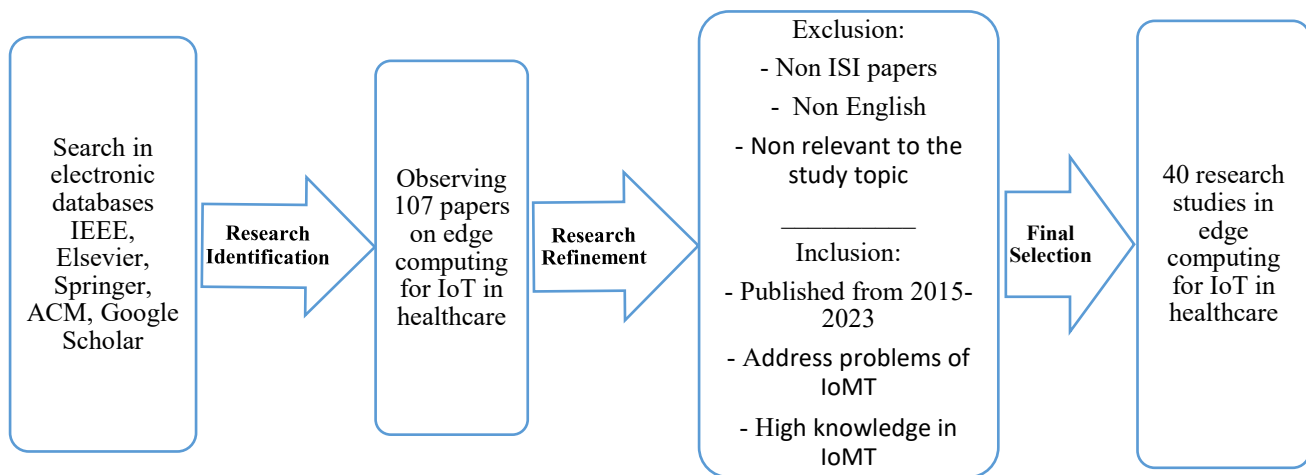 Search in
electronic
databases
IEEE,
Elsevier,
Springer,
ACM, Google
Scholar
Research
Identification
Observing
107 papers
on edge
computing
for IoT in
healthcare
Research
Refinement
Exclusion:
- Non ISI papers
- Non English
- Non relevant to the
study topic
__________
Inclusion:
- Published from 2015-
2023
- Address problems of
IoMT
- High knowledge in
IoMT
Final
Selection
40 research
studies in
edge
computing
for IoT in
healthcare